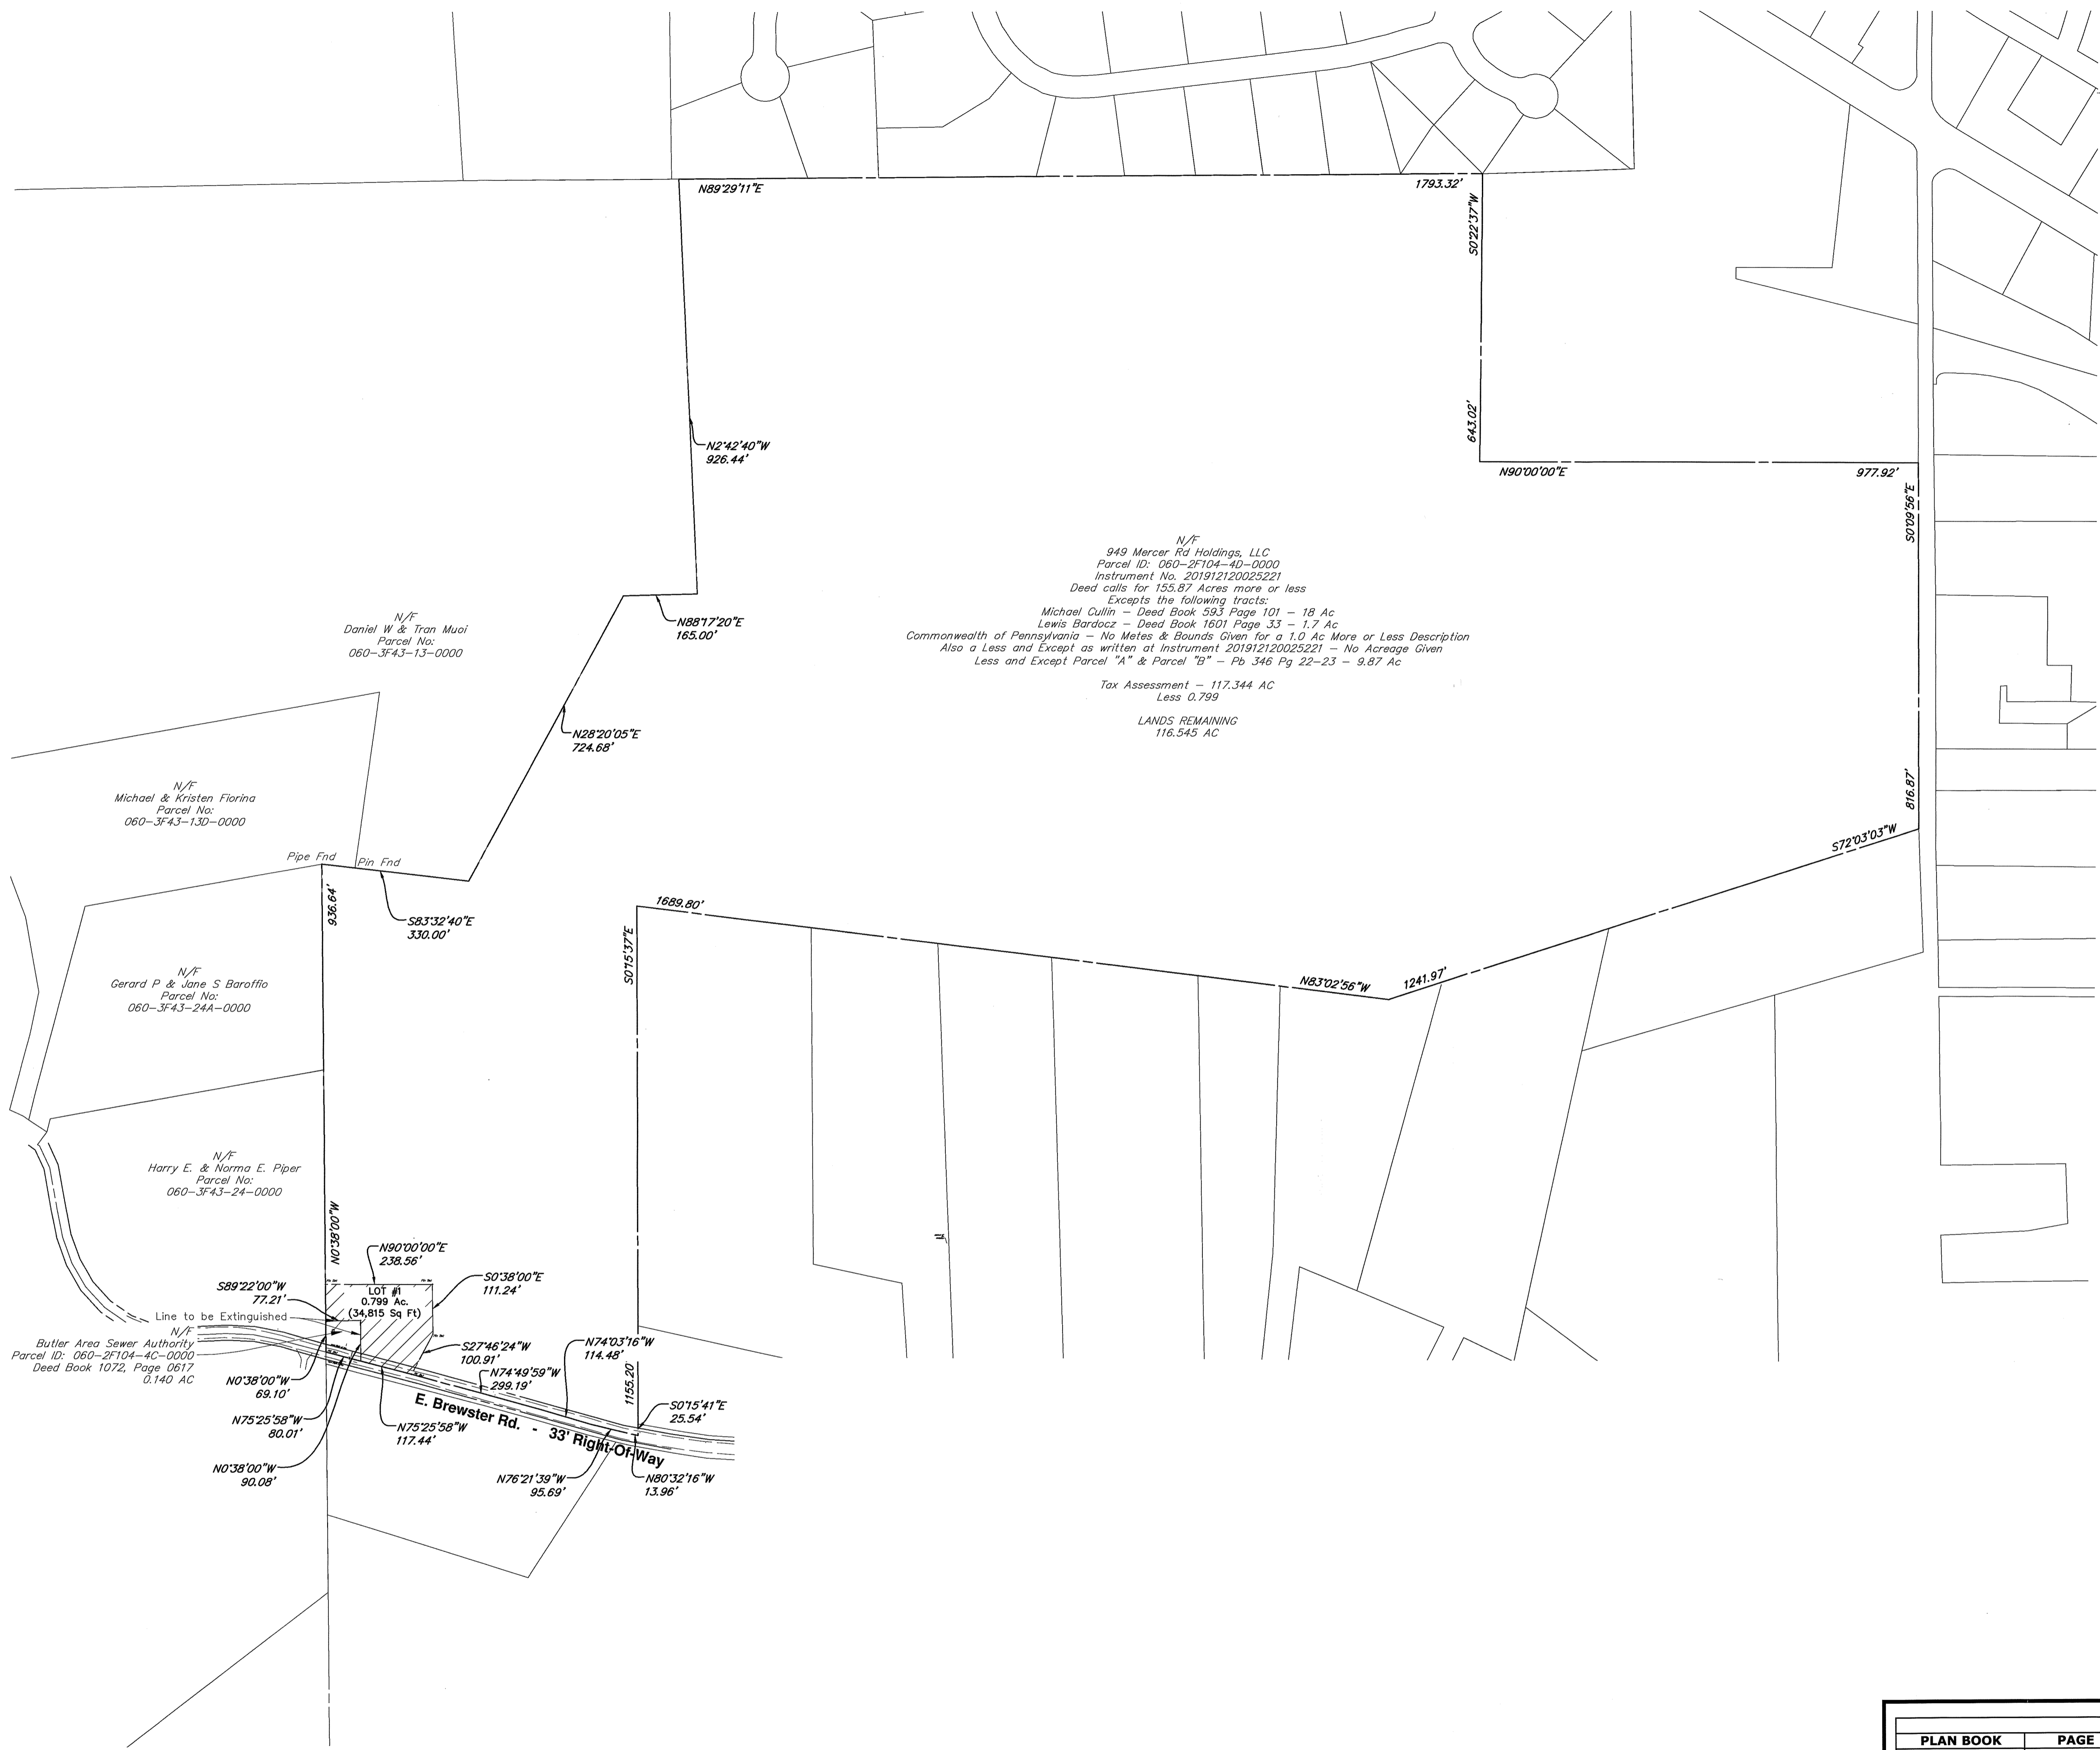 N89°29'11"E
1793.32'
S0°22'37"W
643.02'
N90°00'00"E
977.92'
S0°09'56"E
816.87'
N2°42'40"W
926.44'
N/F
949 Mercer Rd Holdings, LLC
Parcel ID: 060-2F104-4D-0000
Instrument No. 201912120025221
Deed calls for 155.87 Acres more or less
Excepts the following tracts:
Michael Cullin - Deed Book 593 Page 101 - 18 Ac
Lewis Bardocz - Deed Book 1601 Page 33 - 1.7 Ac
Commonwealth of Pennsylvania - No Metes & Bounds Given for a 1.0 Ac More or Less Description
Also a Less and Except as written at Instrument 201912120025221 - No Acreage Given
Less and Except Parcel "A" & Parcel "B" - Pb 346 Pg 22-23 - 9.87 Ac
Tax Assessment - 117.344 AC
Less 0.799
LANDS REMAINING
116.545 AC
N88°17'20"E
165.00'
N/F
Daniel W & Tran Muoi
Parcel No:
060-3F43-13-0000
N28°20'05"E
724.68'
N/F
Michael & Kristen Fiorina
Parcel No:
060-3F43-13D-0000
S72°03'03"W
1241.97'
Pipe Fnd
Pin Fnd
936.64'
S83°32'40"E
330.00'
1689.80'
N83°02'56"W
S0°15'37"E
1155.20'
N/F
Gerard P & Jane S Baroffio
Parcel No:
060-3F43-24A-0000
N/F
Harry E. & Norma E. Piper
Parcel No:
060-3F43-24-0000
N0°38'00"W
N90°00'00"E
238.56'
S0°38'00"E
111.24'
S89°22'00"W
77.21'
LOT #1
0.799 Ac.
(34,815 Sq Ft)
Line to be Extinguished
N/F
Butler Area Sewer Authority
Parcel ID: 060-2F104-4C-0000
Deed Book 1072, Page 0617
0.140 AC
S27°46'24"W
100.91'
N74°03'16"W
114.48'
N74°49'59"W
299.19'
N0°38'00"W
69.10'
S0°15'41"E
25.54'
N75°25'58"W
80.01'
N75°25'58"W
117.44'
E. Brewster Rd. - 33' Right-Of-Way
N0°38'00"W
90.08'
N76°21'39"W
95.69'
N80°32'16"W
13.96'
PLAN BOOK PAGE